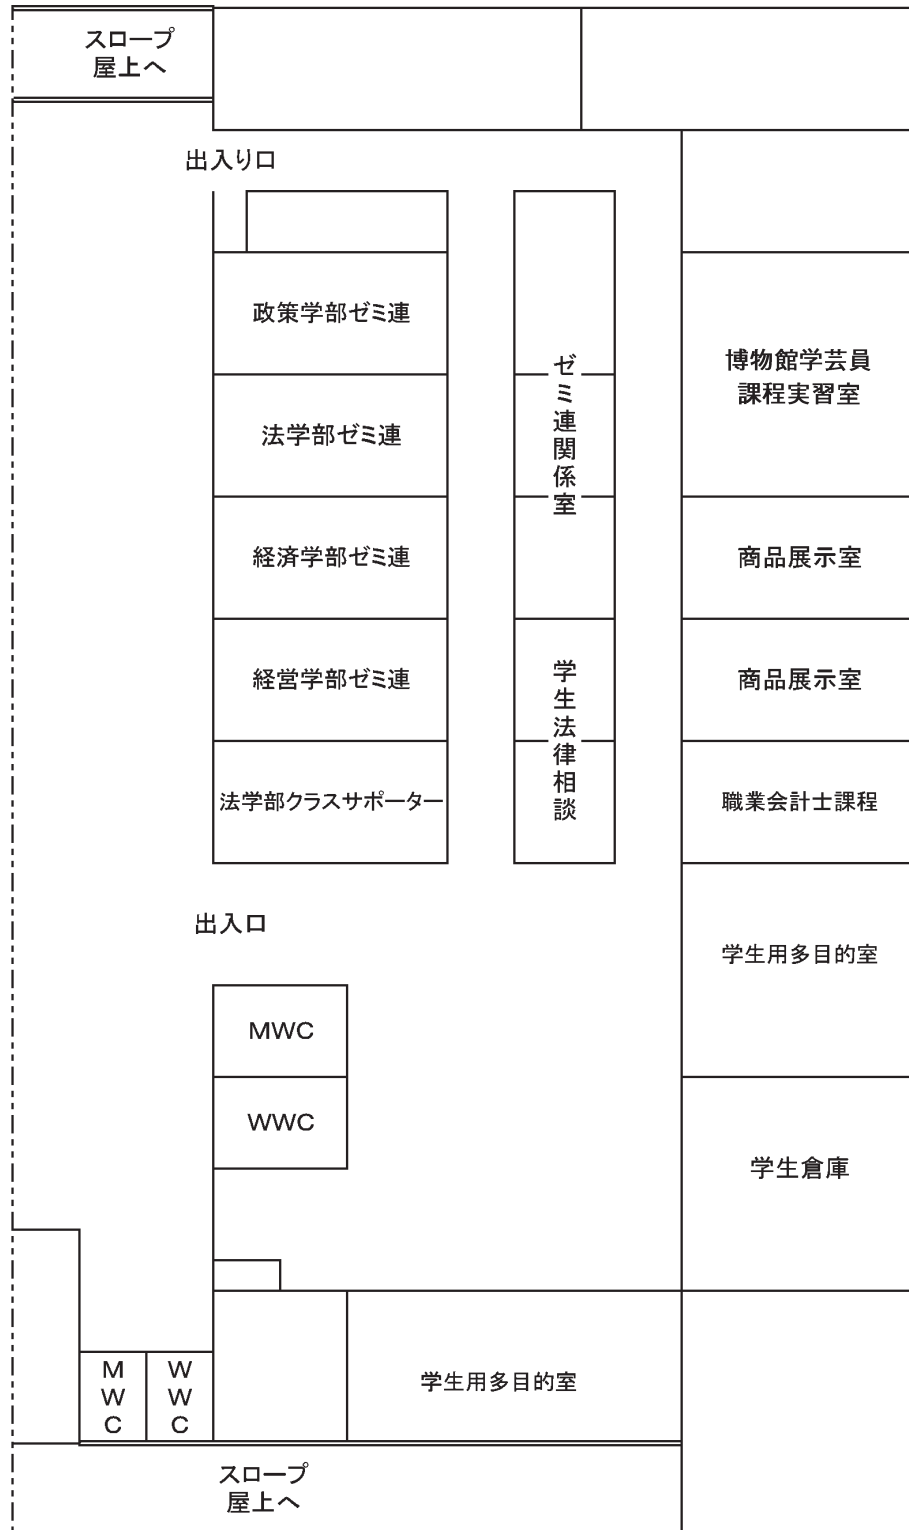 スロープ
屋上へ
出入り口
政策学部ゼミ連
法学部ゼミ連
経済学部ゼミ連
経営学部ゼミ連
法学部クラスサポーター
ゼミ連関係室
学生法律相談
博物館学芸員
課程実習室
商品展示室
商品展示室
職業会計士課程
学生用多目的室
学生倉庫
出入口
MWC
WWC
MWC
WWC
学生用多目的室
スロープ
屋上へ